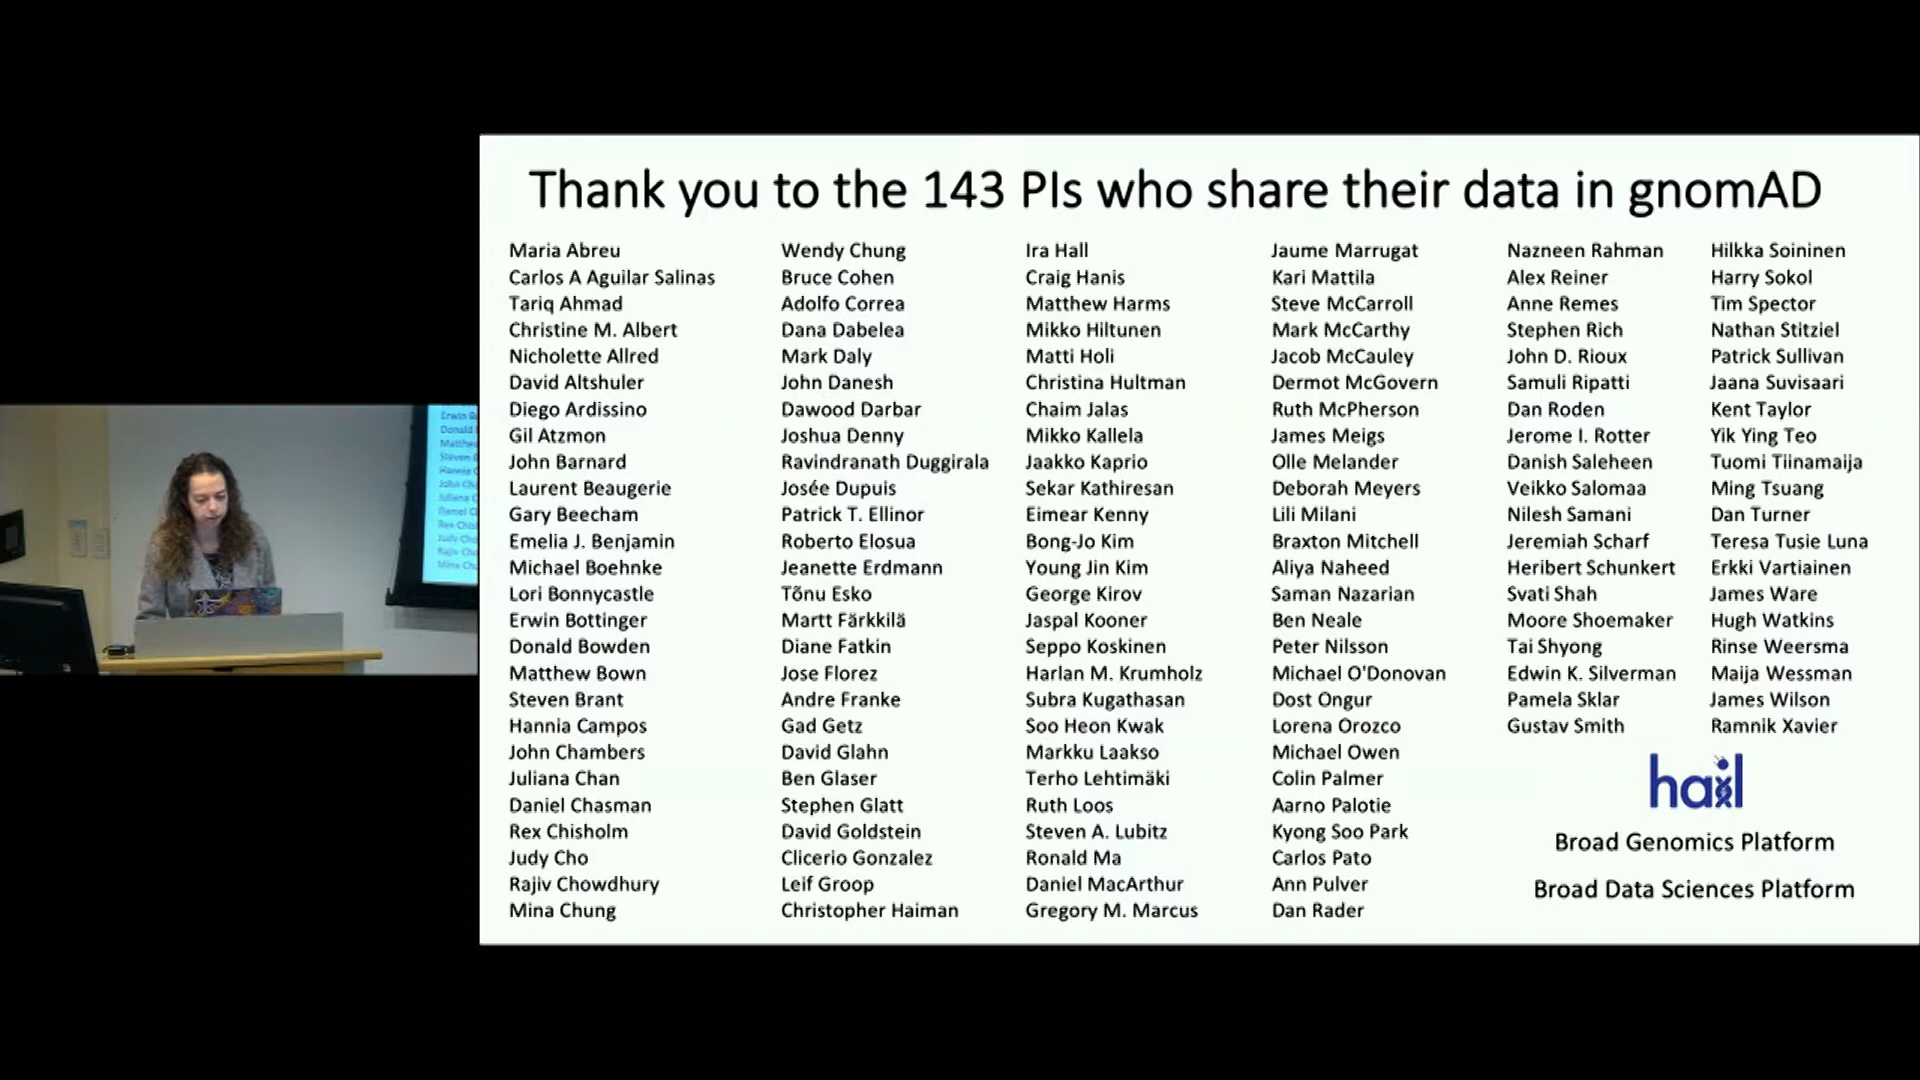 Thank you to the 143 PIs who share their data in gnomAD
Maria Abreu
Carlos A Aguilar Salinas
Tariq Ahmad
Christine M. Albert
Nicholette Allred
David Altshuler
Diego Ardissino
Gil Atzmon
John Barnard
Laurent Beaugerie
Gary Beecham
Emelia J. Benjamin
Michael Boehnke
Lori Bonnycastle
Erwin Bottinger
Donald Bowden
Matthew Bown
Steven Brant
Hannia Campos
John Chambers
Juliana Chan
Daniel Chasman
Rex Chisholm
Judy Cho
Rajiv Chowdhury
Mina Chung
Wendy Chung
Bruce Cohen
Adolfo Correa
Dana Dabelea
Mark Daly
John Danesh
Dawood Darbar
Joshua Denny
Ravindranath Duggirala
Josée Dupuis
Patrick T. Ellinor
Roberto Elosua
Jeanette Erdmann
Tõnu Esko
Martt Färkkilä
Diane Fatkin
Jose Florez
Andre Franke
Gad Getz
David Glahn
Ben Glaser
Stephen Glatt
David Goldstein
Clicerio Gonzalez
Leif Groop
Christopher Haiman
Ira Hall
Craig Hanis
Matthew Harms
Mikko Hiltunen
Matti Holi
Christina Hultman
Chaim Jalas
Mikko Kallela
Jaakko Kaprio
Sekar Kathiresan
Eimear Kenny
Bong-Jo Kim
Young Jin Kim
George Kirov
Jaspal Kooner
Seppo Koskinen
Harlan M. Krumholz
Subra Kugathasan
Soo Heon Kwak
Markku Laakso
Terho Lehtimäki
Ruth Loos
Steven A. Lubitz
Ronald Ma
Daniel MacArthur
Gregory M. Marcus
Jaume Marrugat
Kari Mattila
Steve McCarroll
Mark McCarthy
Jacob McCauley
Dermot McGovern
Ruth McPherson
James Meigs
Olle Melander
Deborah Meyers
Lili Milani
Braxton Mitchell
Aliya Naheed
Saman Nazarian
Ben Neale
Peter Nilsson
Michael O'Donovan
Dost Ongur
Lorena Orozco
Michael Owen
Colin Palmer
Aarno Palotie
Kyong Soo Park
Carlos Pato
Ann Pulver
Dan Rader
Nazneen Rahman
Alex Reiner
Anne Remes
Stephen Rich
John D. Rioux
Samuli Ripatti
Dan Roden
Jerome I. Rotter
Danish Saleheen
Veikko Salomaa
Nilesh Samani
Jeremiah Scharf
Heribert Schunkert
Svati Shah
Moore Shoemaker
Tai Shyong
Edwin K. Silverman
Pamela Sklar
Gustav Smith
Hilkka Soininen
Harry Sokol
Tim Spector
Nathan Stitziel
Patrick Sullivan
Jaana Suvisaari
Kent Taylor
Yik Ying Teo
Tuomi Tiinamaija
Ming Tsuang
Dan Turner
Teresa Tusie Luna
Erkki Vartiainen
James Ware
Hugh Watkins
Rinse Weersma
Maija Wessman
James Wilson
Ramnik Xavier
hail
Broad Genomics Platform
Broad Data Sciences Platform